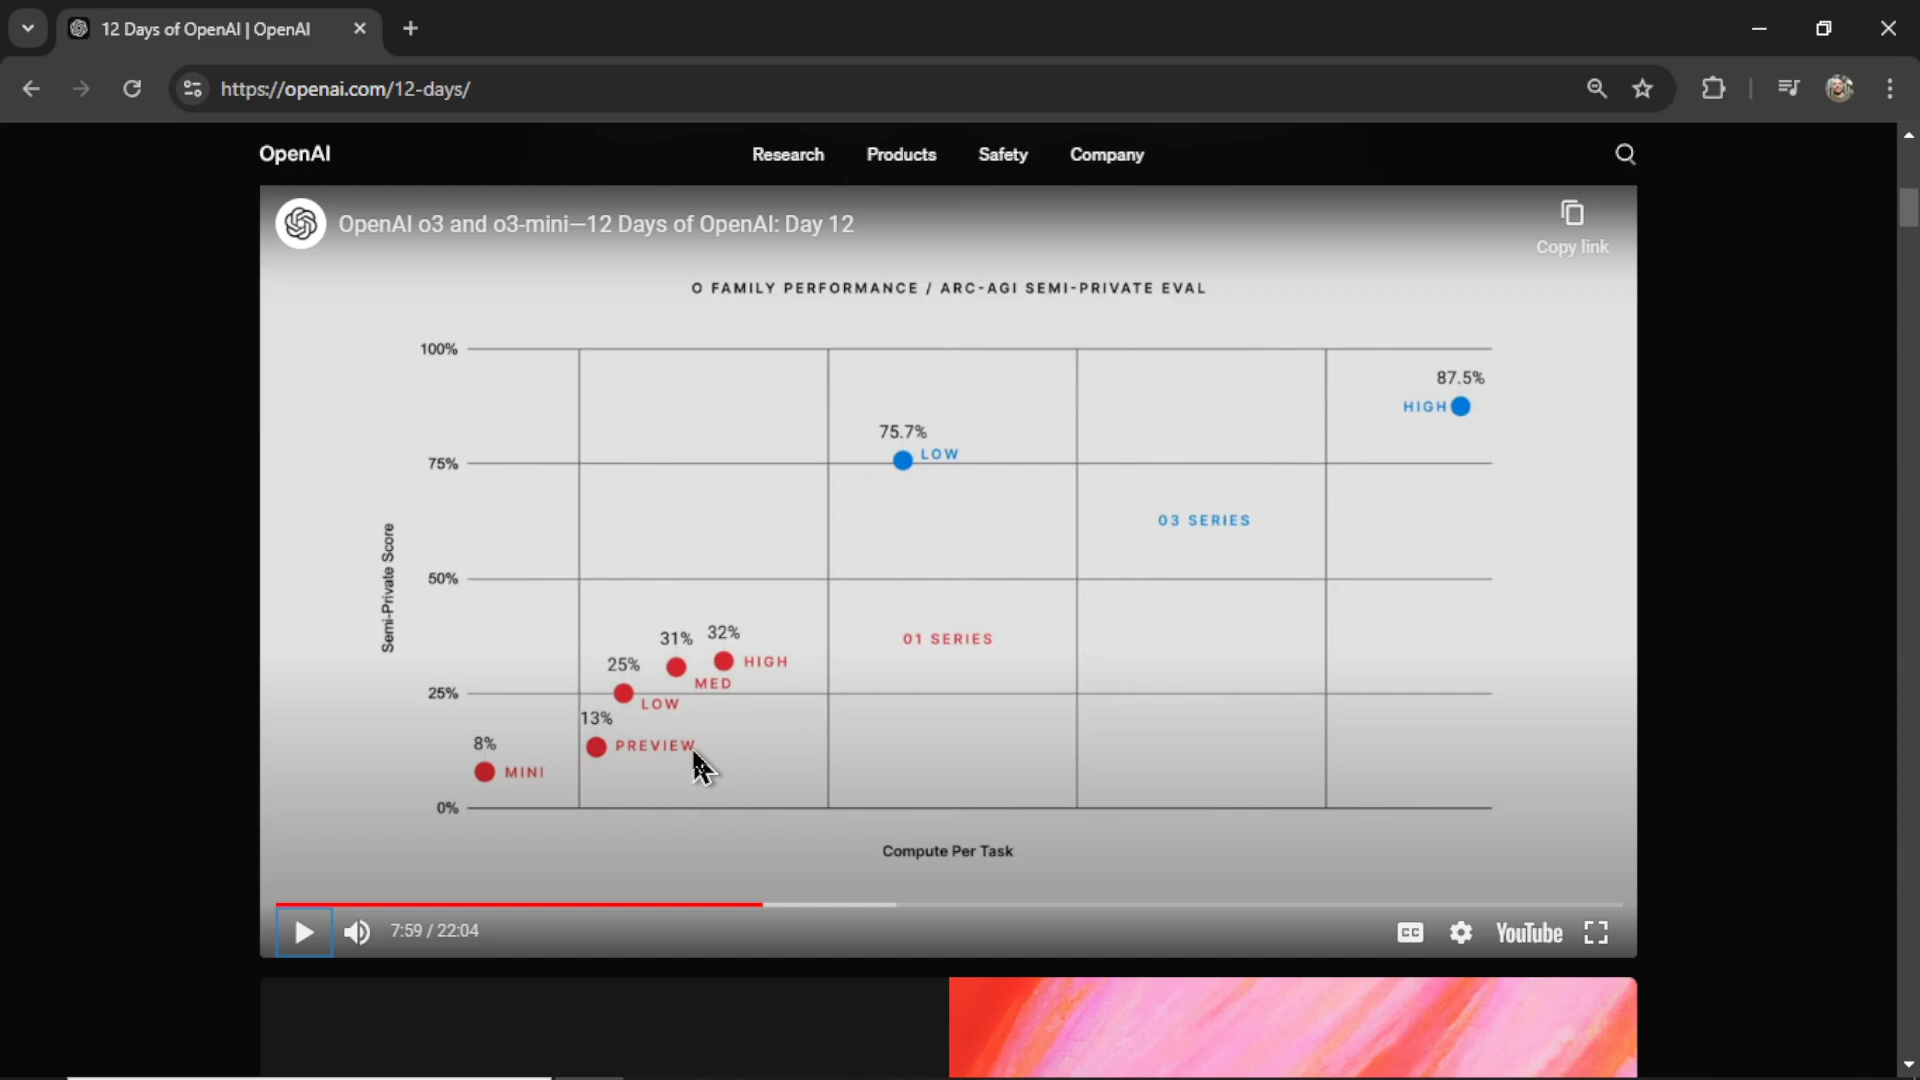 12 Days of OpenAI | OpenAI
https://openai.com/12-days/
OpenAI
Research
Products
Safety
Company
OpenAI o3 and o3-mini—12 Days of OpenAI: Day 12
Copy link
O FAMILY PERFORMANCE / ARC-AGI SEMI-PRIVATE EVAL
100%
87.5%
HIGH
75.7%
LOW
75%
O3 SERIES
Semi-Private Score
50%
31%
32%
O1 SERIES
25%
HIGH
MED
25%
LOW
13%
PREVIEW
8%
MINI
0%
Compute Per Task
7:59 / 22:04
CC
YouTube